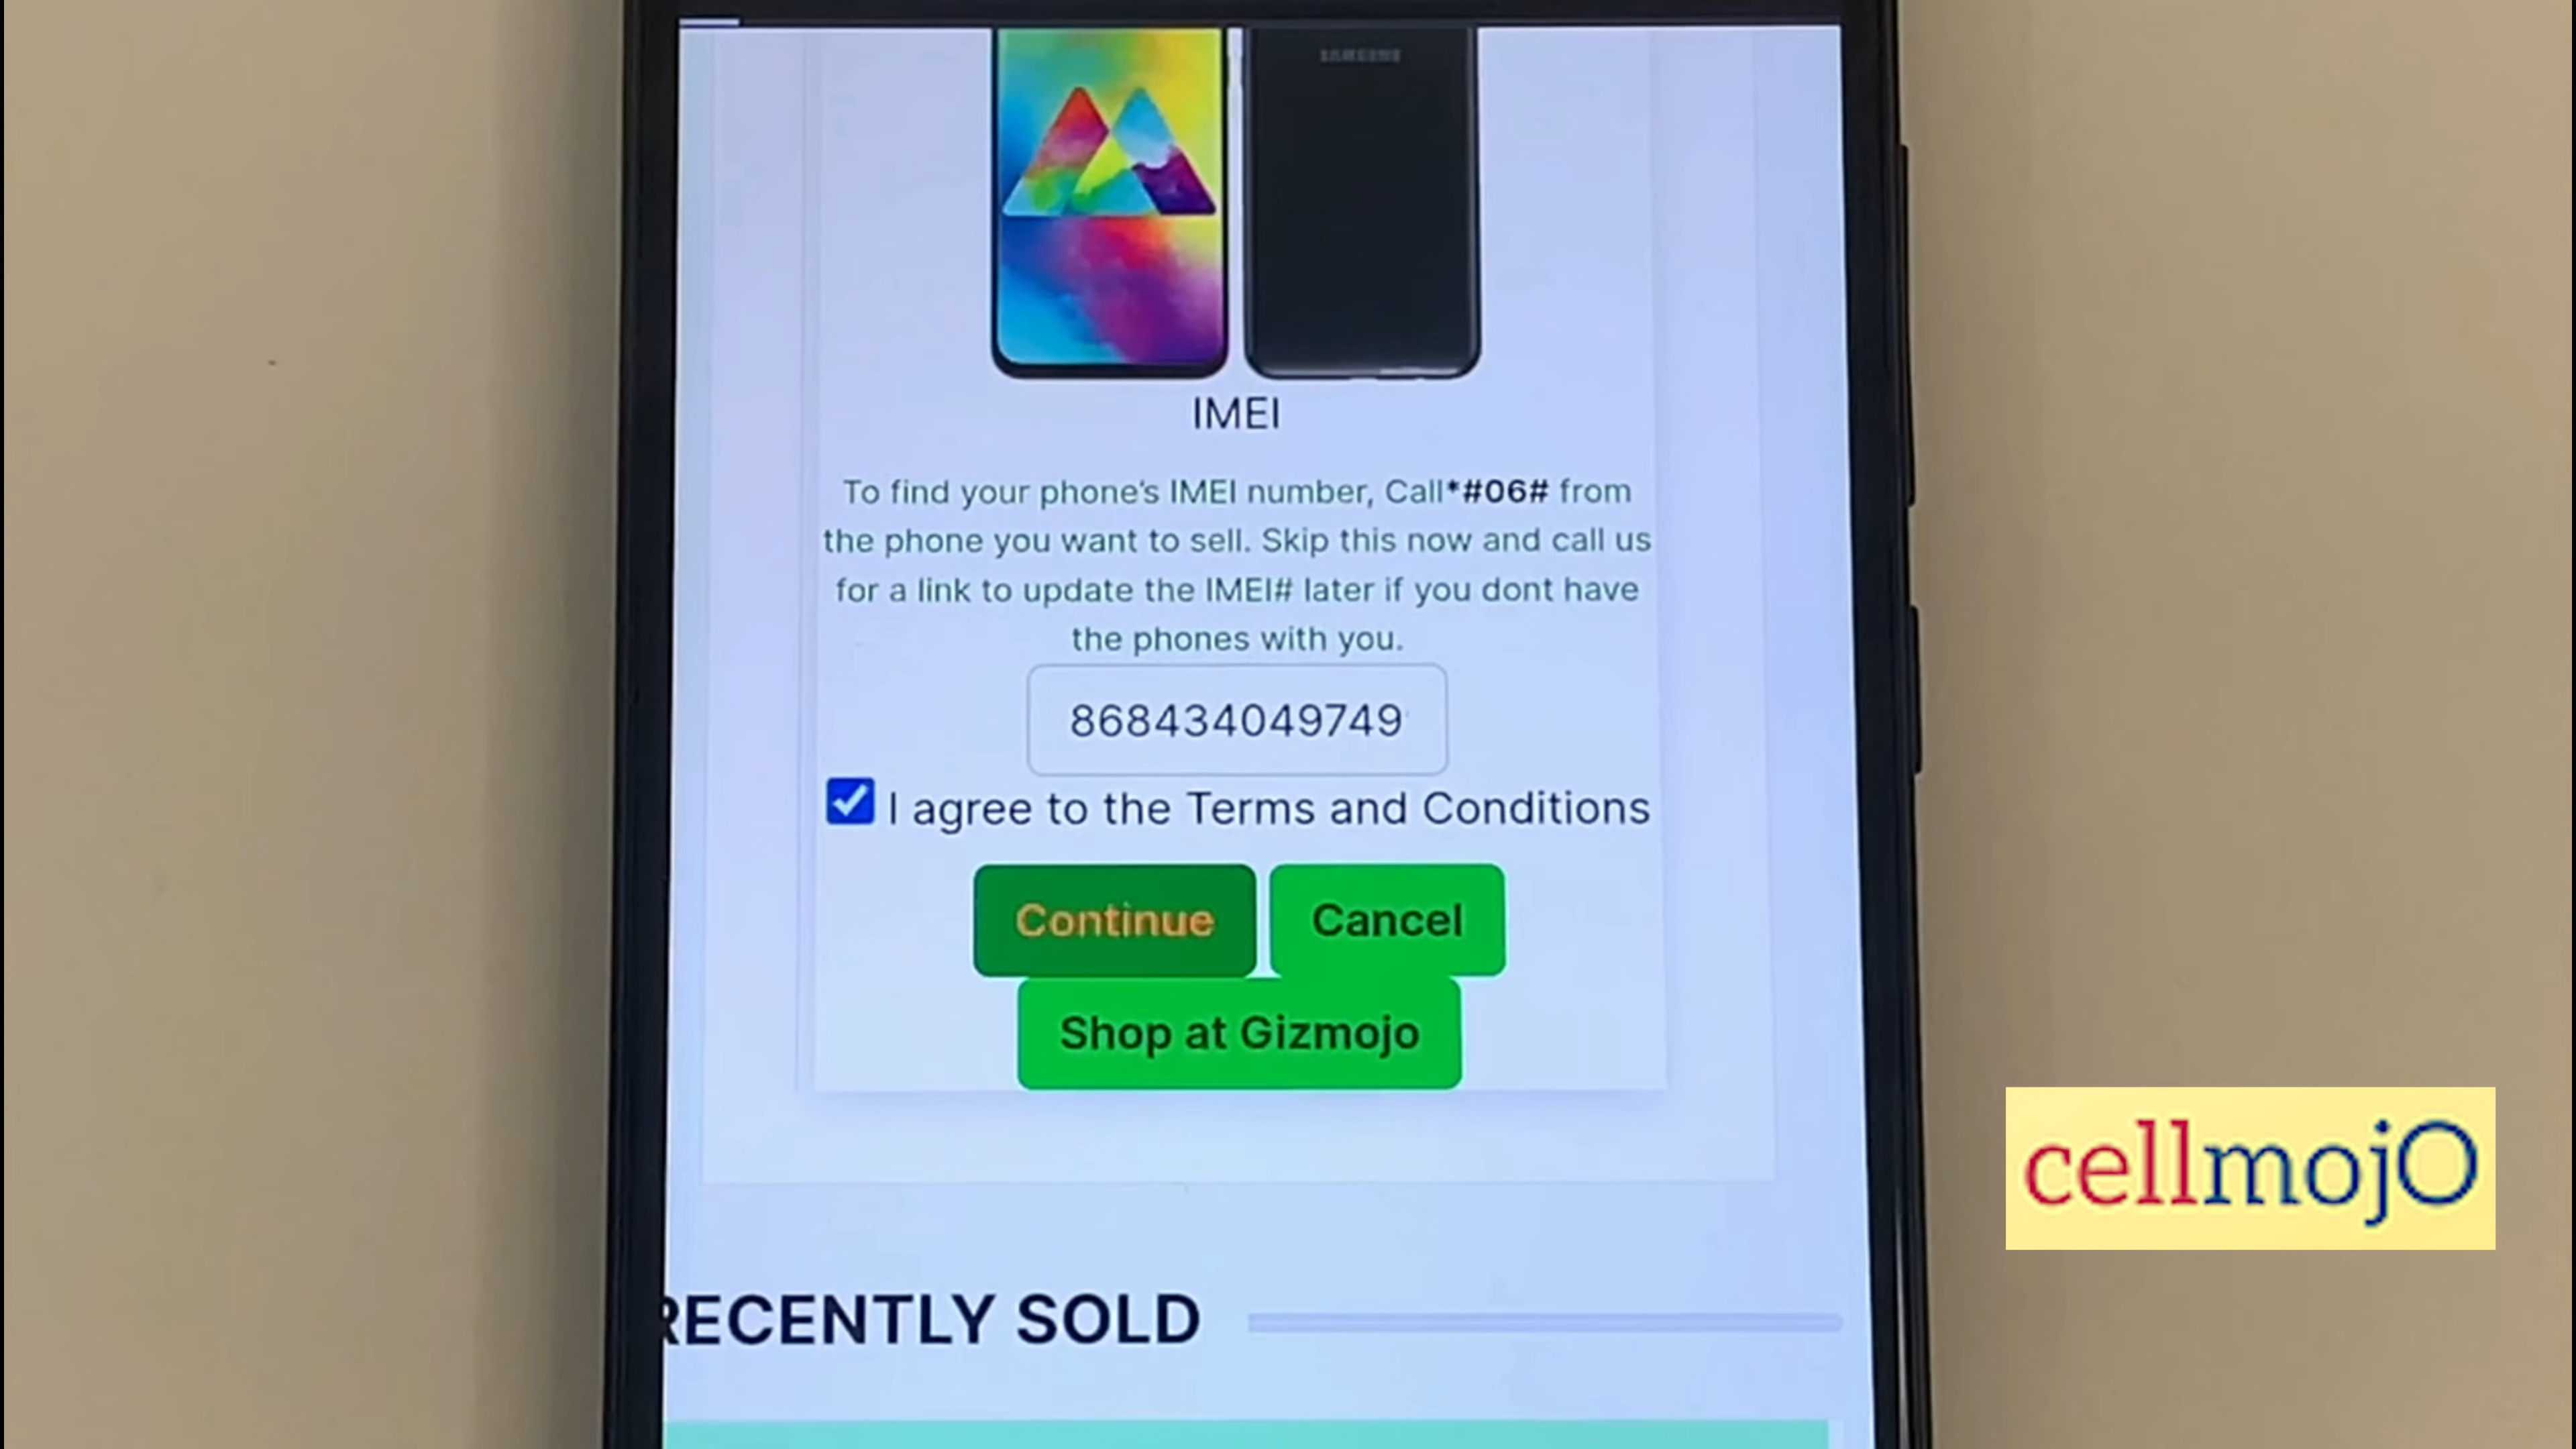 SAMSUNG
IMEI
To find your phone's IMEI number, Call*#06# from
the phone you want to sell. Skip this now and call us
for a link to update the IMEI# later if you dont have
the phones with you.
868434049749
I agree to the Terms and Conditions
Continue Cancel
Shop at Gizmojo
cellmojO
RECENTLY SOLD